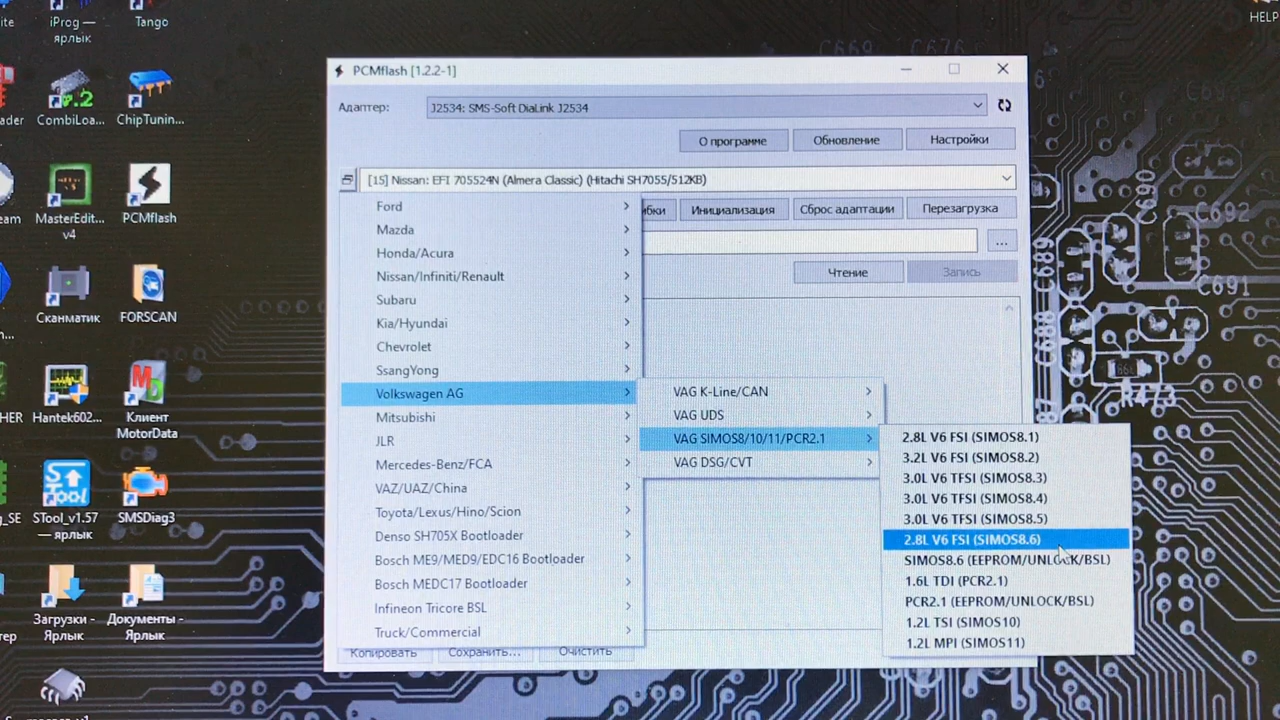 iProg —
ярлык
Tango
HELP
PCMflash [1.2.2-1]
Адаптер:
J2534: SMS-Soft DiaLink J2534
О программе
Обновление
Настройки
[15] Nissan: EFI 705524N (Almera Classic) (Hitachi SH7055/512KB)
Инициализация
Сброс адаптации
Перезагрузка
...
Чтение
Запись
Ford
Mazda
Honda/Acura
Nissan/Infiniti/Renault
Subaru
Kia/Hyundai
Chevrolet
SsangYong
Volkswagen AG
Mitsubishi
JLR
Mercedes-Benz/FCA
VAZ/UAZ/China
Toyota/Lexus/Hino/Scion
Denso SH705X Bootloader
Bosch ME9/MED9/EDC16 Bootloader
Bosch MEDC17 Bootloader
Infineon Tricore BSL
Truck/Commercial
VAG K-Line/CAN
VAG UDS
VAG SIMOS8/10/11/PCR2.1
VAG DSG/CVT
2.8L V6 FSI (SIMOS8.1)
3.2L V6 FSI (SIMOS8.2)
3.0L V6 TFSI (SIMOS8.3)
3.0L V6 TFSI (SIMOS8.4)
3.0L V6 TFSI (SIMOS8.5)
2.8L V6 FSI (SIMOS8.6)
SIMOS8.6 (EEPROM/UNLOCK/BSL)
1.6L TDI (PCR2.1)
PCR2.1 (EEPROM/UNLOCK/BSL)
1.2L TSI (SIMOS10)
1.2L MPI (SIMOS11)
Копировать
Сохранить...
Очистить
CombiLoa...
ChipTunin...
MasterEdit...
v4
PCMflash
Сканматик
FORSCAN
Hantek602...
Клиент
MotorData
STool_v1.57
— ярлык
SMSDiag3
Загрузки -
Ярлык
Документы -
Ярлык
C669
C676
C690
C692
C689
C691
C688
R473